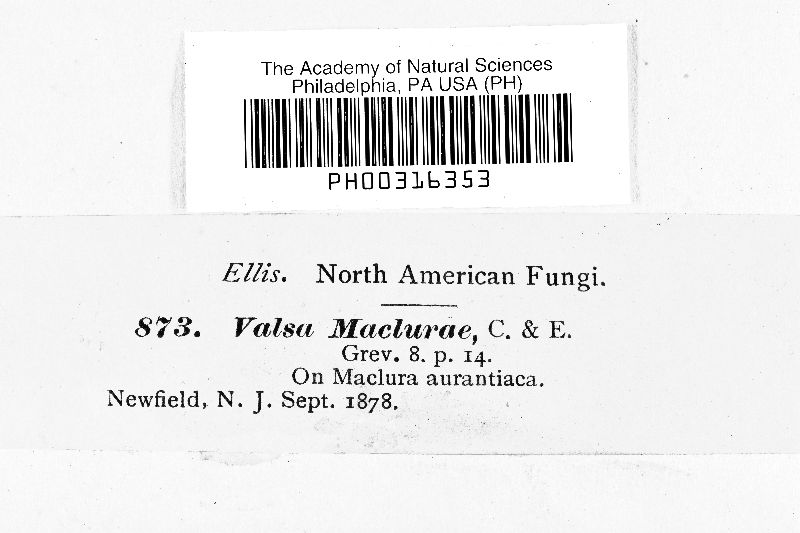 The Academy of Natural Sciences
Philadelphia, PA USA (PH)
PH00316353
Ellis. North American Fungi.
873. Valsa Maclurae, C. & E.
Grev. 8. p. 14.
On Maclura aurantiaca.
Newfield, N. J. Sept. 1878.